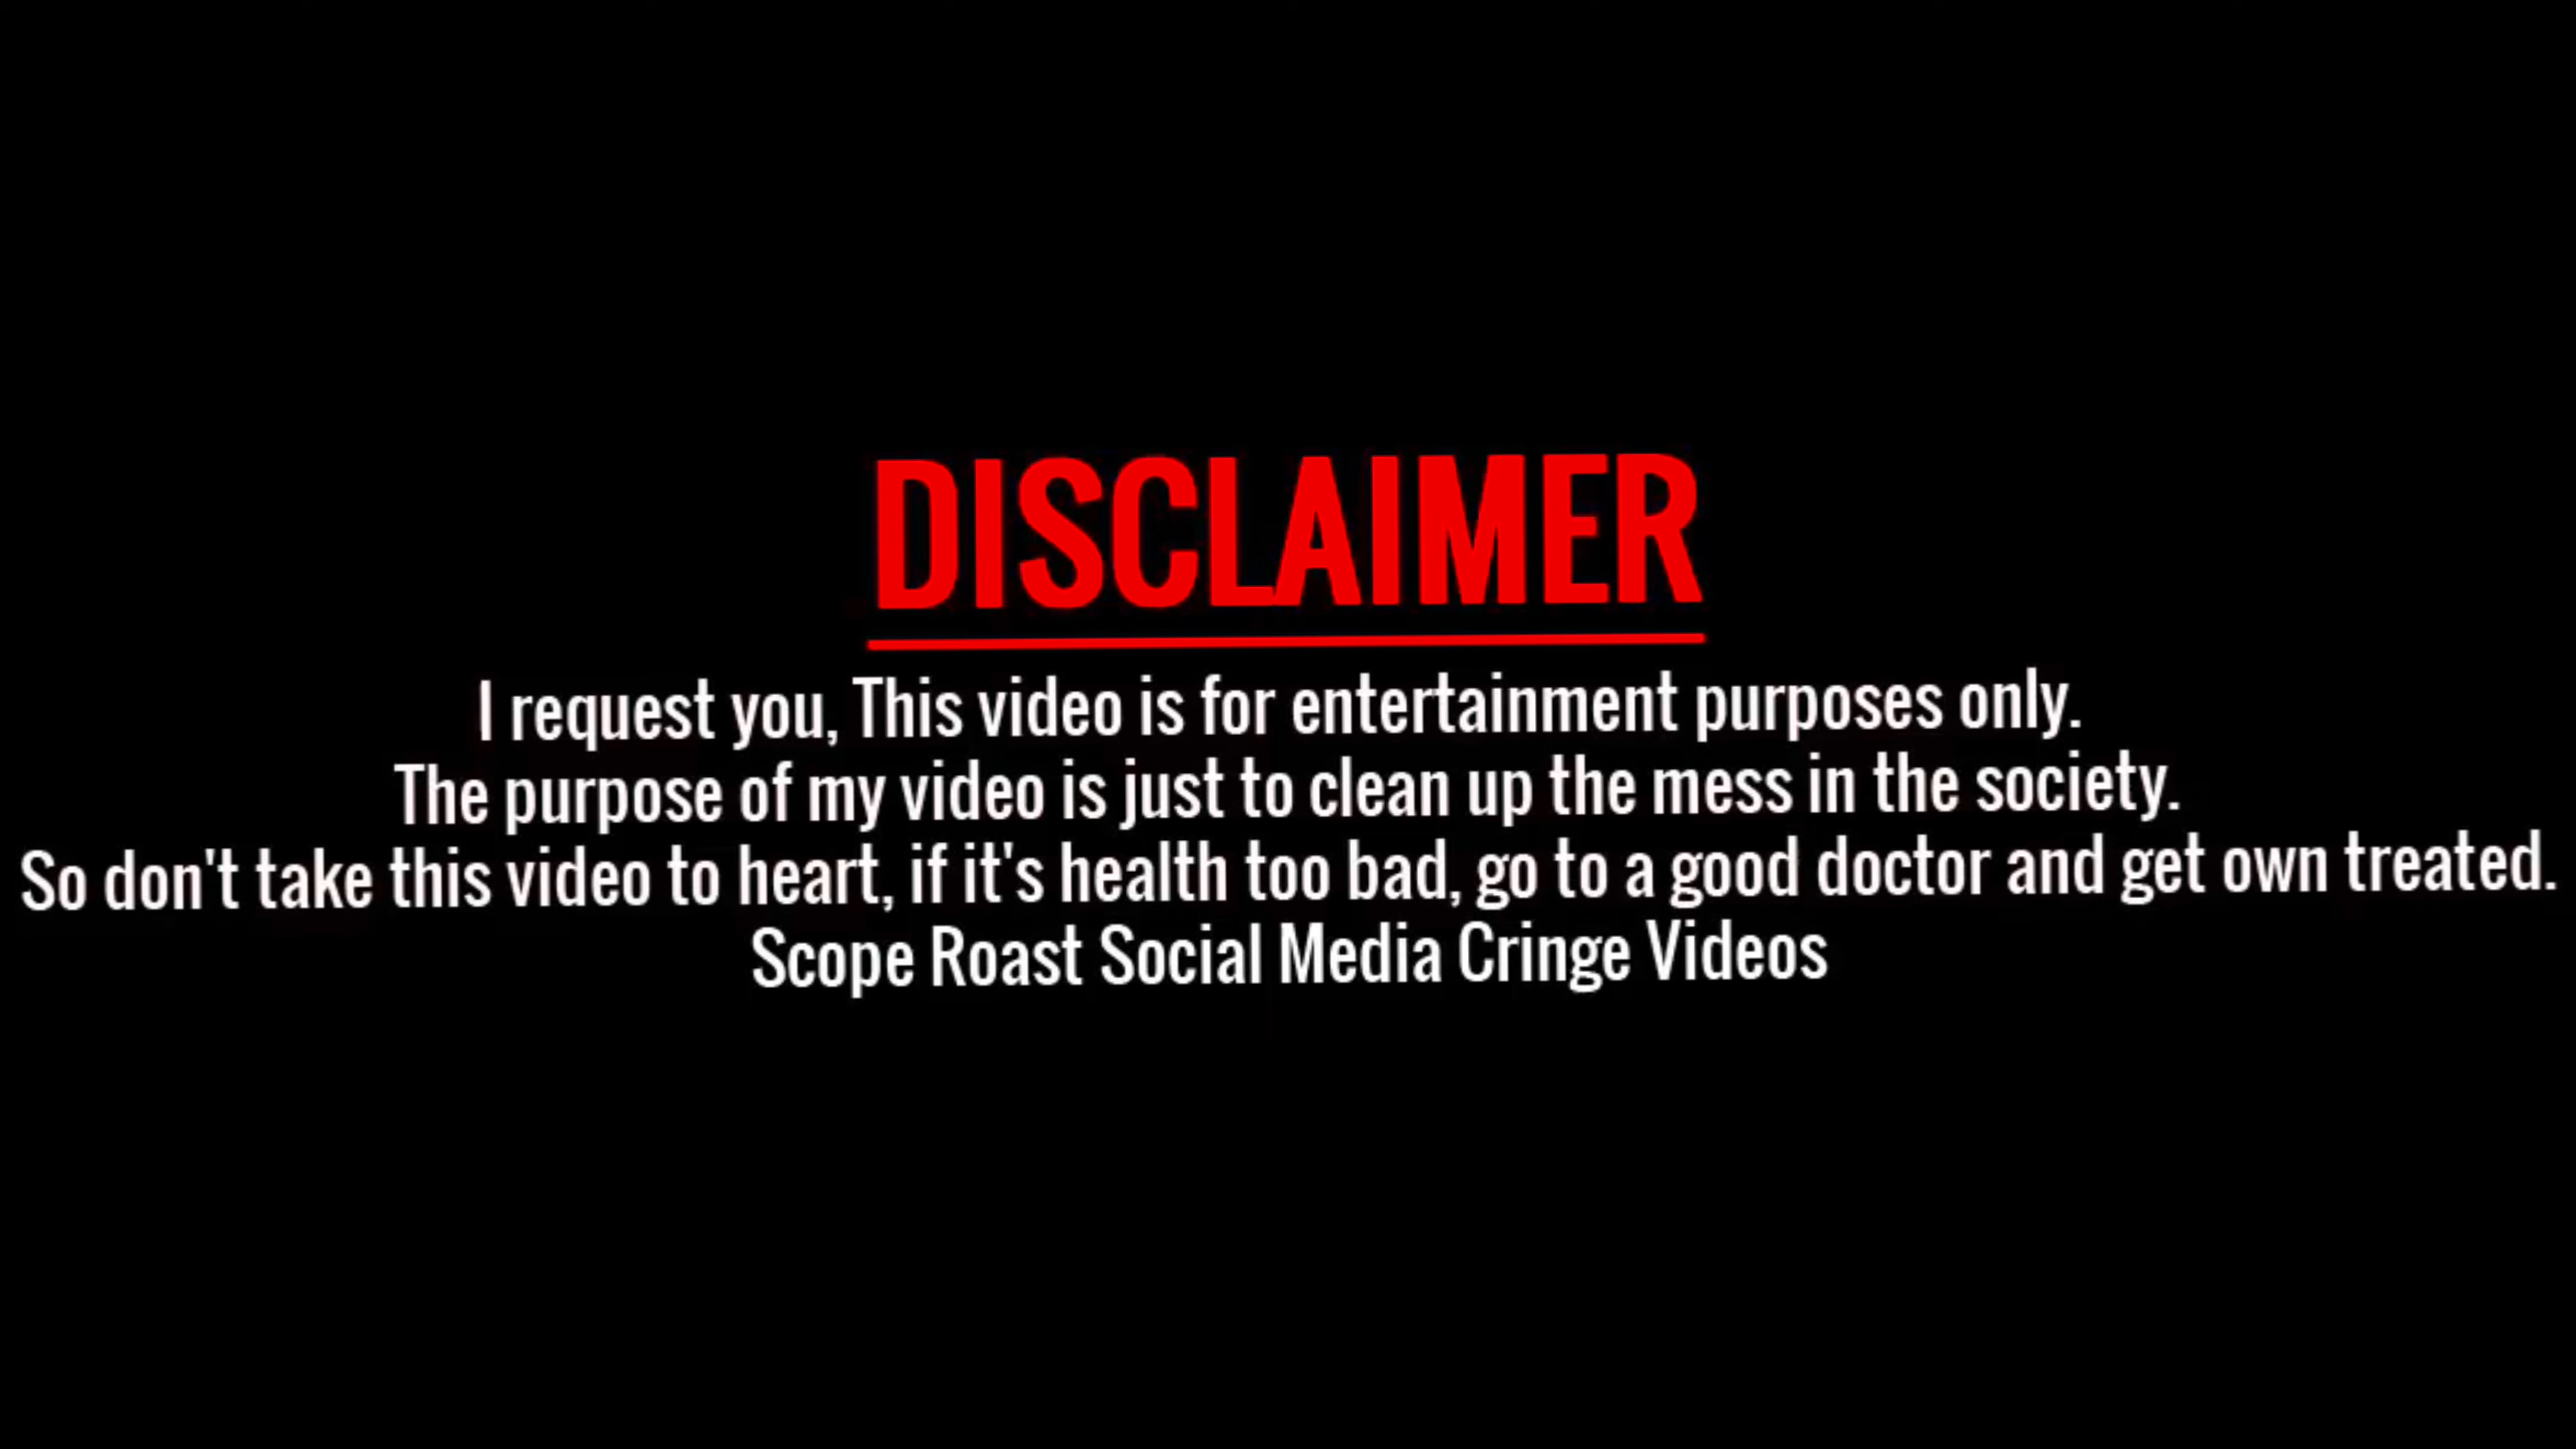 DISCLAIMER
I request you, This video is for entertainment purposes only.
The purpose of my video is just to clean up the mess in the society.
So don't take this video to heart, if it's health too bad, go to a good doctor and get own treated.
Scope Roast Social Media Cringe Videos